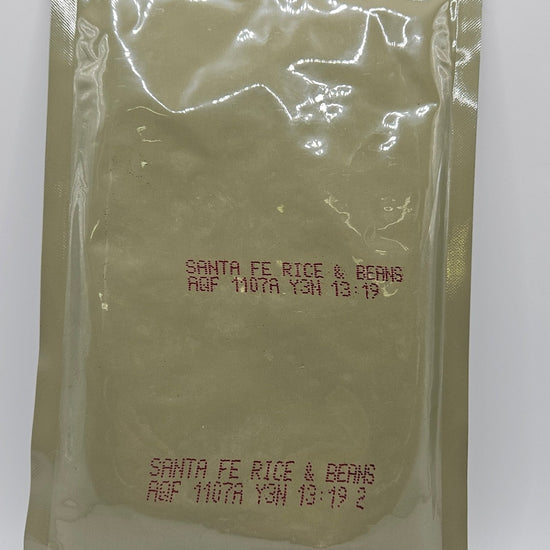 SANTA FE RICE & BEANS
AQF 1107A Y3N 13:19
SANTA FE RICE & BEANS
AQF 1107A Y3N 13:19 2